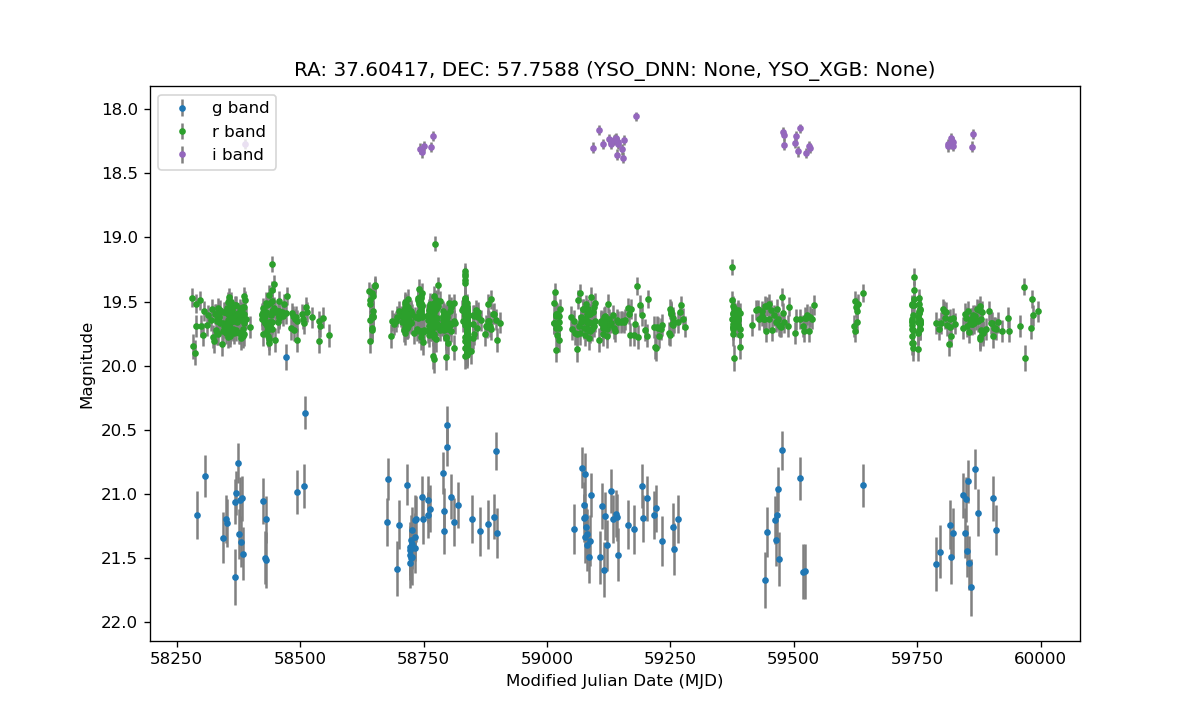 RA: 37.60417, DEC: 57.7588 (YSO_DNN: None, YSO_XGB: None)
g band
r band
i band
18.0
18.5
19.0
19.5
20.0
20.5
21.0
21.5
22.0
Magnitude
58250 58500 58750 59000 59250 59500 59750 60000
Modified Julian Date (MJD)